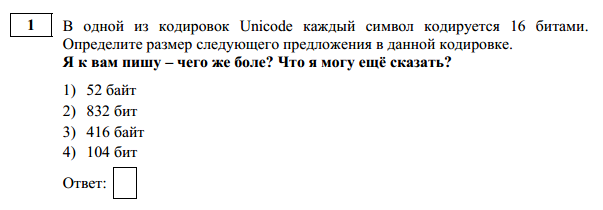 1 В одной из кодировок Unicode каждый символ кодируется 16 битами.
Определите размер следующего предложения в данной кодировке.
Я к вам пишу – чего же боле? Что я могу ещё сказать?
1) 52 байт
2) 832 бит
3) 416 байт
4) 104 бит
Ответ: